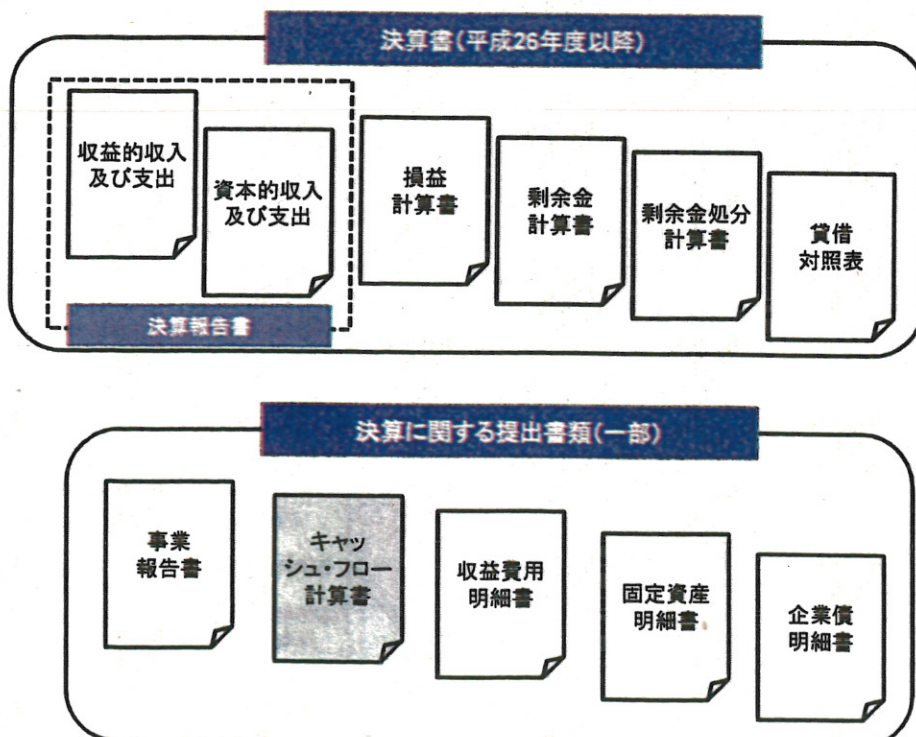 決算書(平成26年度以降)
収益的収入
及び支出
資本的収入
及び支出
損益
計算書
剰余金
計算書
剰余金処分
計算書
貸借
対照表
決算報告書
決算に関する提出書類(一部)
事業
報告書
キャッ
シュ・フロー
計算書
収益費用
明細書
固定資産
明細書
企業債
明細書